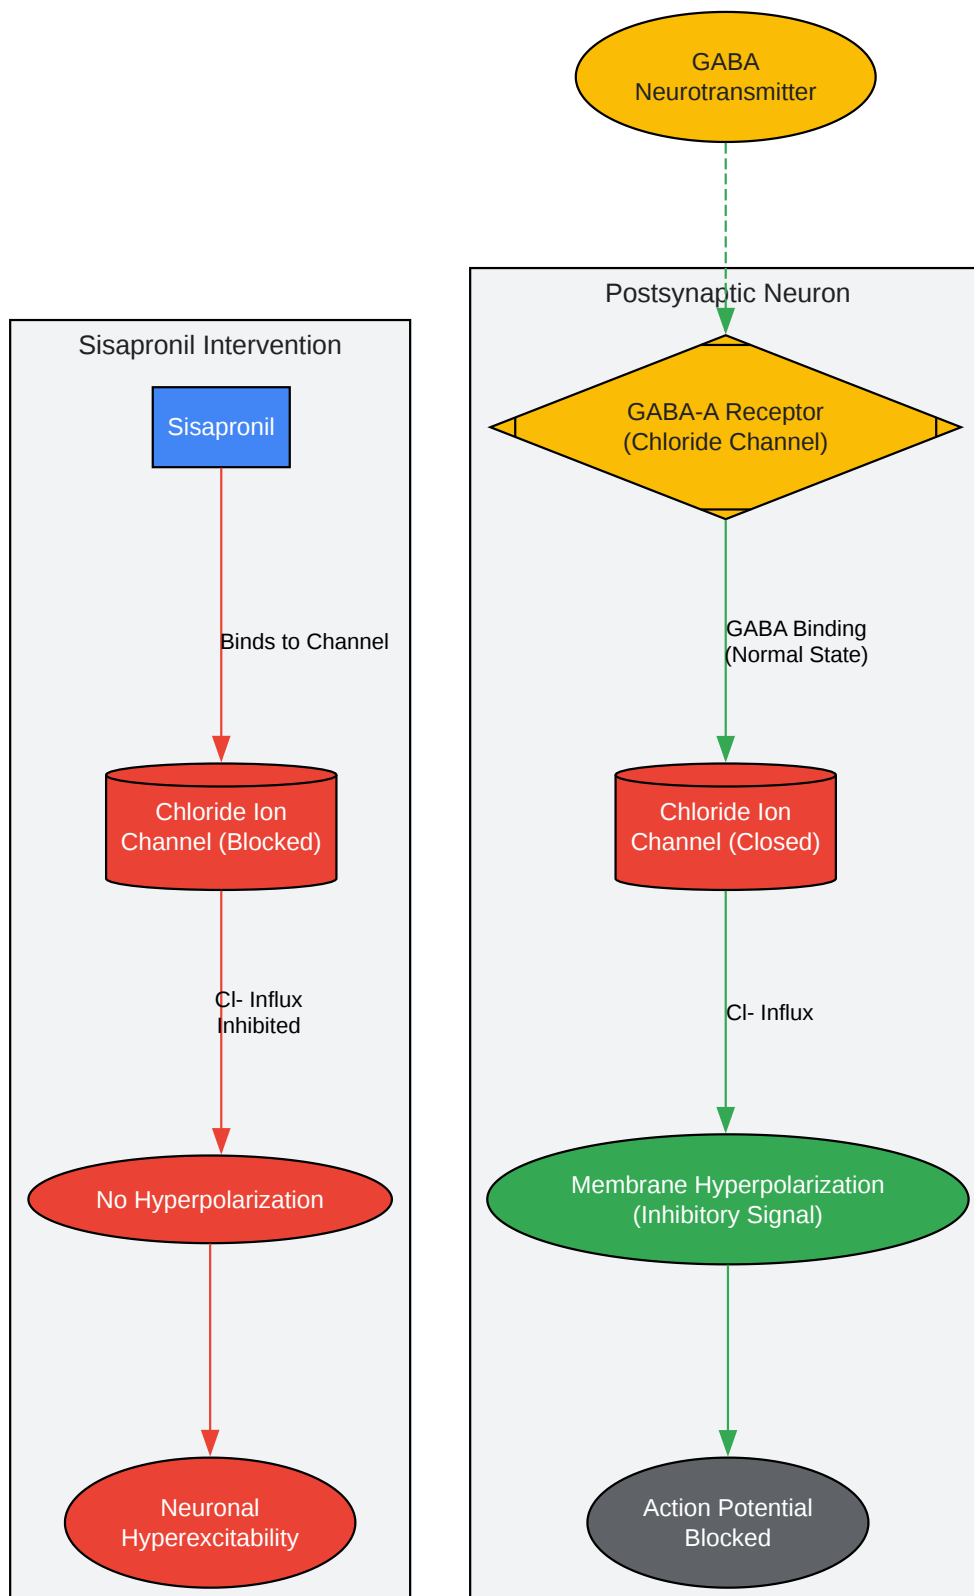 GABA
Neurotransmitter
Postsynaptic Neuron
Sisapronil Intervention
Sisapronil
GABA-A Receptor
(Chloride Channel)
Binds to Channel
GABA Binding
(Normal State)
Chloride Ion
Channel (Blocked)
Chloride Ion
Channel (Closed)
Cl- Influx
Inhibited
Cl- Influx
No Hyperpolarization
Membrane Hyperpolarization
(Inhibitory Signal)
Neuronal
Hyperexcitability
Action Potential
Blocked